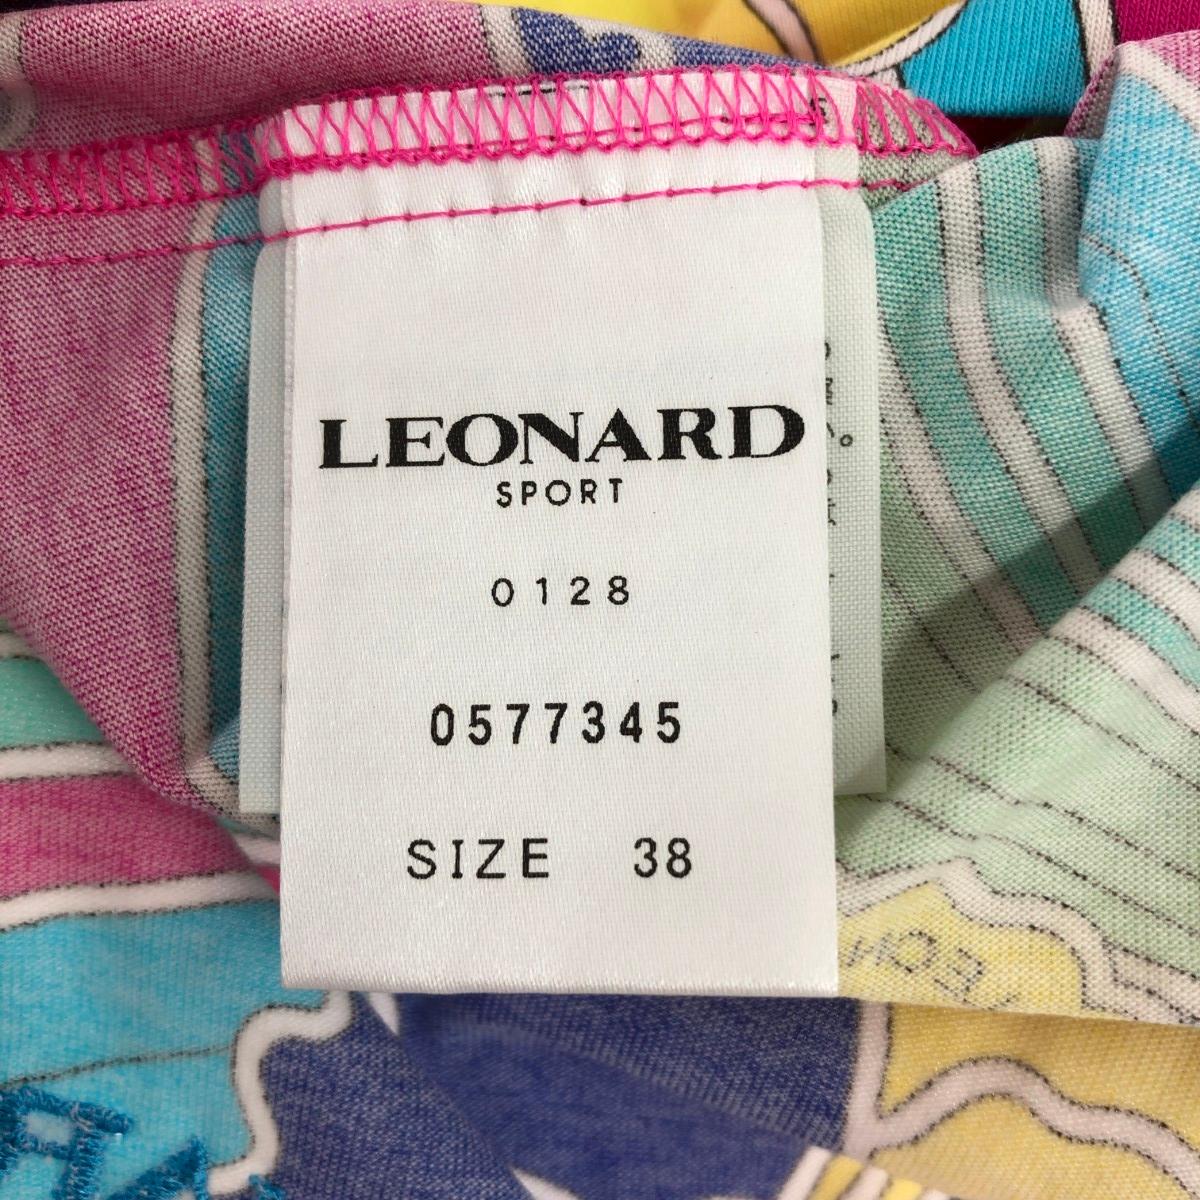 LEONARD
SPORT
0128
0577345
SIZE 38